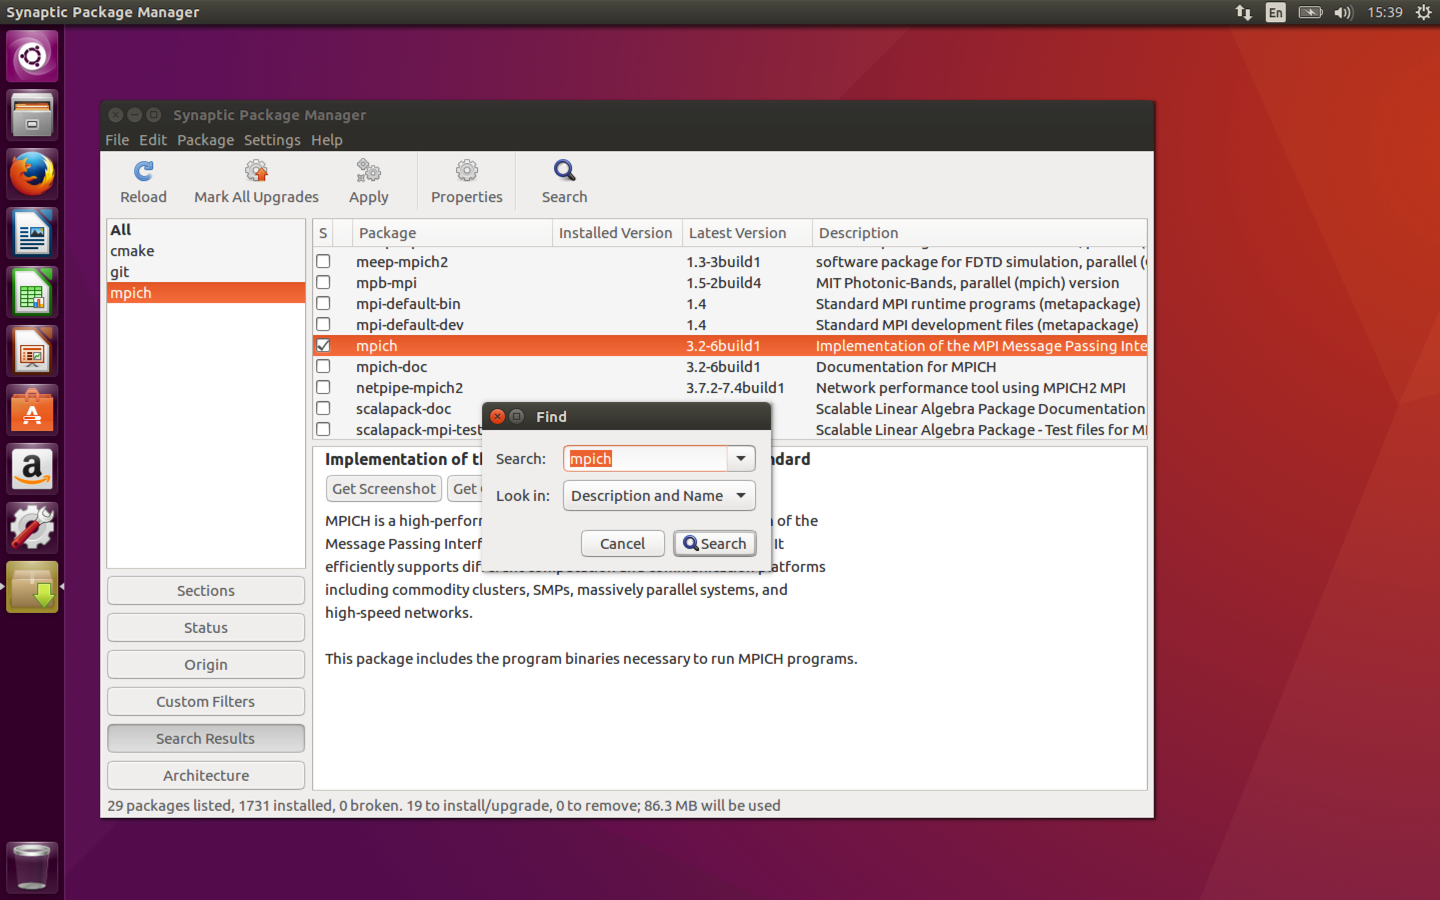 Synaptic Package Manager
En
15:39
Synaptic Package Manager
File Edit Package Settings Help
Reload
Mark All Upgrades
Apply
Properties
Search
All
cmake
git
mpich
Sections
Status
Origin
Custom Filters
Search Results
Architecture
S Package Installed Version Latest Version Description
meep-mpich2 1.3-3build1 software package for FDTD simulation, parallel (
mpb-mpi 1.5-2build4 MIT Photonic-Bands, parallel (mpich) version
mpi-default-bin 1.4 Standard MPI runtime programs (metapackage)
mpi-default-dev 1.4 Standard MPI development files (metapackage)
mpich 3.2-6build1 Implementation of the MPI Message Passing Inte
mpich-doc 3.2-6build1 Documentation for MPICH
netpipe-mpich2 3.7.2-7.4build1 Network performance tool using MPICH2 MPI
scalapack-doc Scalable Linear Algebra Package Documentation
scalapack-mpi-test Scalable Linear Algebra Package - Test files for M
Find
Search: mpich
Look in: Description and Name
Cancel
Search
Implementation of t dard
Get Screenshot Get
MPICH is a high-perfor of the
Message Passing Interf It
efficiently supports dif platforms
including commodity clusters, SMPs, massively parallel systems, and
high-speed networks.
This package includes the program binaries necessary to run MPICH programs.
29 packages listed, 1731 installed, 0 broken. 19 to install/upgrade, 0 to remove; 86.3 MB will be used